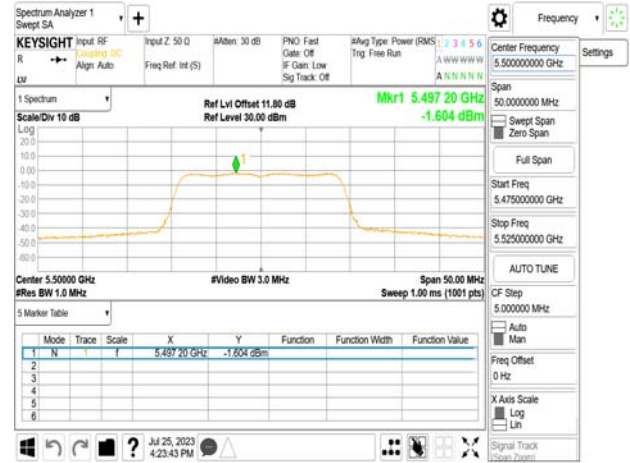 Spectrum Analyzer 1
Swept SA
Frequency
KEYSIGHT Input: RF Input Z: 50 Ω #Atten: 30 dB PNO: Fast #Avg Type: Power (RMS 1 2 3 4 5 6
R Coupling: DC Gate: Off Trig: Free Run A W W W W W
Align: Auto Freq Ref: Int (S) IF Gain: Low
Sig Track: Off A N N N N N
Center Frequency
5.500000000 GHz
Settings
Span
50.0000000 MHz
Swept Span
Zero Span
Full Span
Start Freq
5.475000000 GHz
Stop Freq
5.525000000 GHz
AUTO TUNE
CF Step
5.000000 MHz
Auto
Man
Freq Offset
0 Hz
X Axis Scale
Log
Lin
Signal Track
(Span Zoom)
1 Spectrum
Ref Lvl Offset 11.80 dB
Mkr1 5.497 20 GHz
Scale/Div 10 dB
Ref Level 30.00 dBm
-1.604 dBm
Log
20.0
10.0
0.00
-10.0
-20.0
-30.0
-40.0
-50.0
-60.0
1
Center 5.50000 GHz #Video BW 3.0 MHz Span 50.00 MHz
#Res BW 1.0 MHz Sweep 1.00 ms (1001 pts)
5 Marker Table
Mode Trace Scale X Y Function Function Width Function Value
1 N 1 f 5.497 20 GHz -1.604 dBm
2
3
4
5
6
Jul 25, 2023
4:23:43 PM